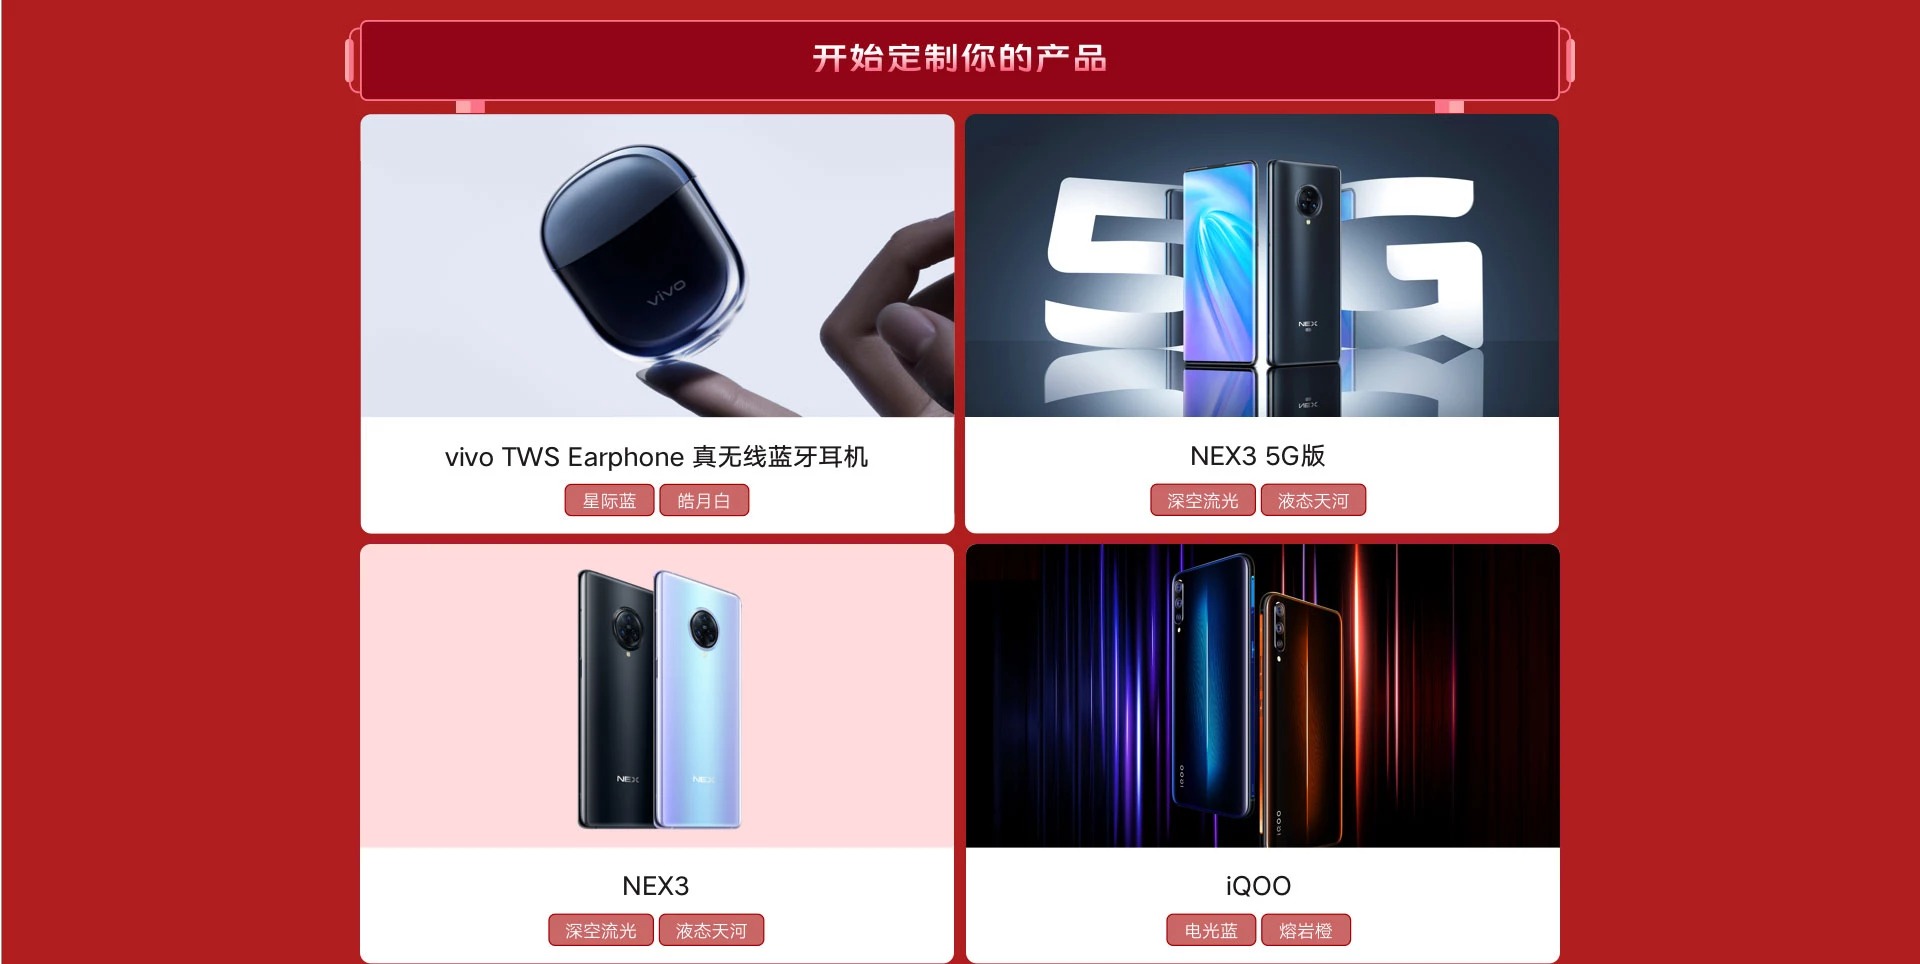 开始定制你的产品
vivo
vivo TWS Earphone 真无线蓝牙耳机
星际蓝 皓月白
5G
NEX
NEX
NEX3 5G版
深空流光 液态天河
NEX NEX
NEX3
深空流光 液态天河
iQOO
iQOO
iQOO
电光蓝 熔岩橙